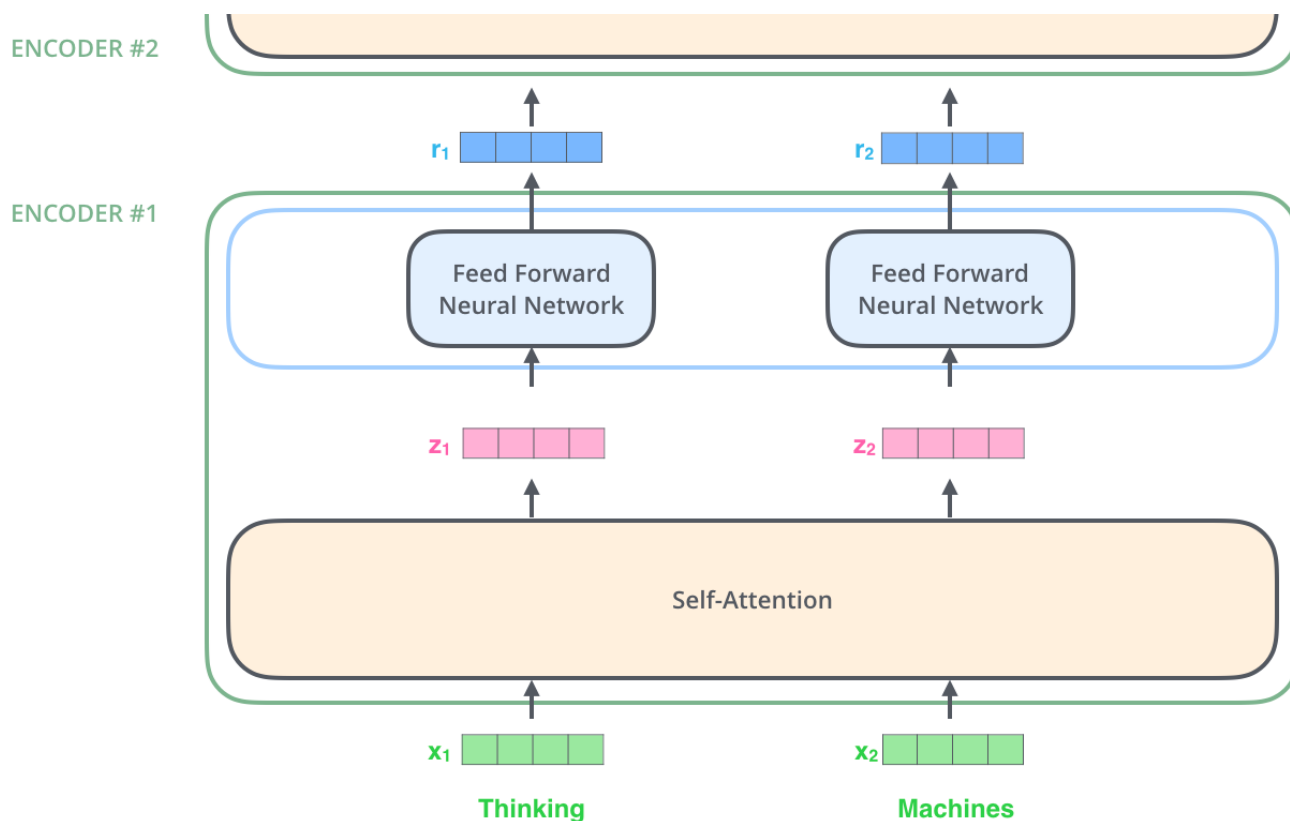 ENCODER #2
r₁
r₂
ENCODER #1
Feed Forward
Neural Network
Feed Forward
Neural Network
z₁
z₂
Self-Attention
x₁
x₂
Thinking
Machines